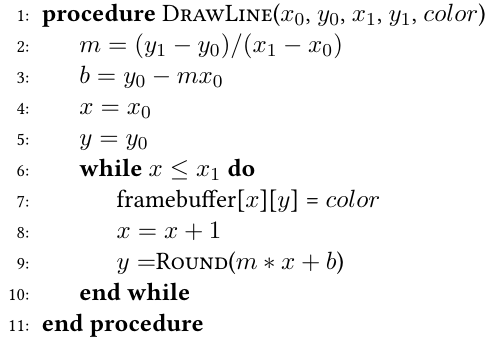 1: procedure DRAWLINE(x₀, y₀, x₁, y₁, color)
2: m = (y₁ − y₀)/(x₁ − x₀)
3: b = y₀ − mx₀
4: x = x₀
5: y = y₀
6: while x ≤ x₁ do
7: framebuffer[x][y] = color
8: x = x + 1
9: y =ROUND(m ∗ x + b)
10: end while
11: end procedure